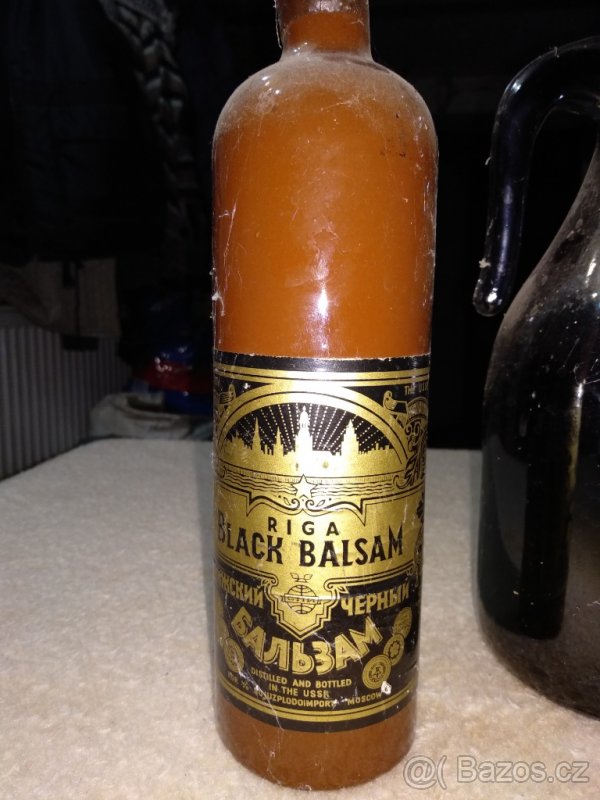 RIGA
BLACK BALSAM
ЧЕРНЫЙ
БАЛЬЗАМ
DISTILLED AND BOTTLED
IN THE USSR
MOSCOW
Bazos.cz